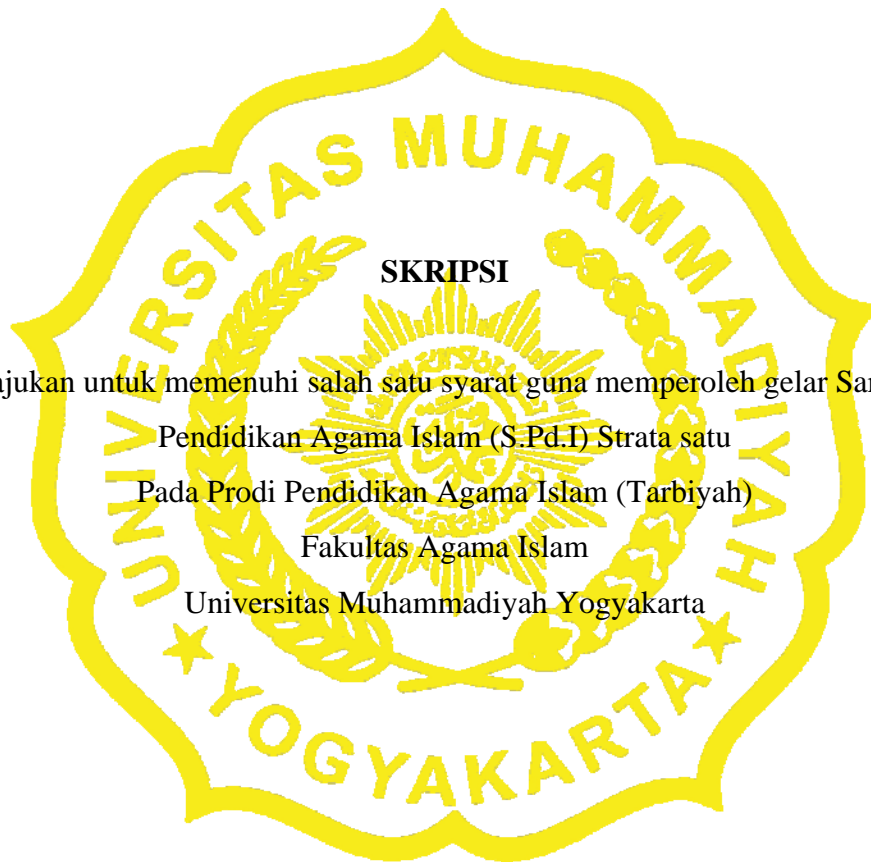 UNIVERSITAS MUHAMMADIYAH
SKRIPSI
ajukan untuk memenuhi salah satu syarat guna memperoleh gelar Sar
Pendidikan Agama Islam (S.Pd.I) Strata satu
Pada Prodi Pendidikan Agama Islam (Tarbiyah)
Fakultas Agama Islam
Universitas Muhammadiyah Yogyakarta
★ YOGYAKARTA ★